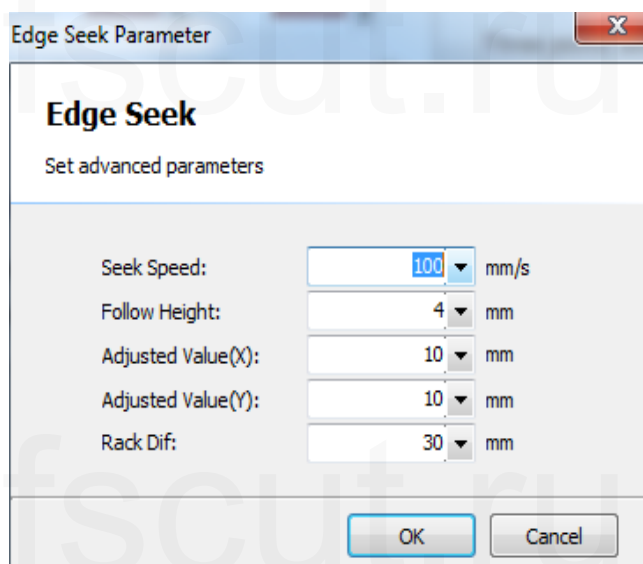 Edge Seek Parameter
Edge Seek
Set advanced parameters
Seek Speed: 100 mm/s
Follow Height: 4 mm
Adjusted Value(X): 10 mm
Adjusted Value(Y): 10 mm
Rack Dif: 30 mm
OK Cancel
fscut.ru
fscut.ru